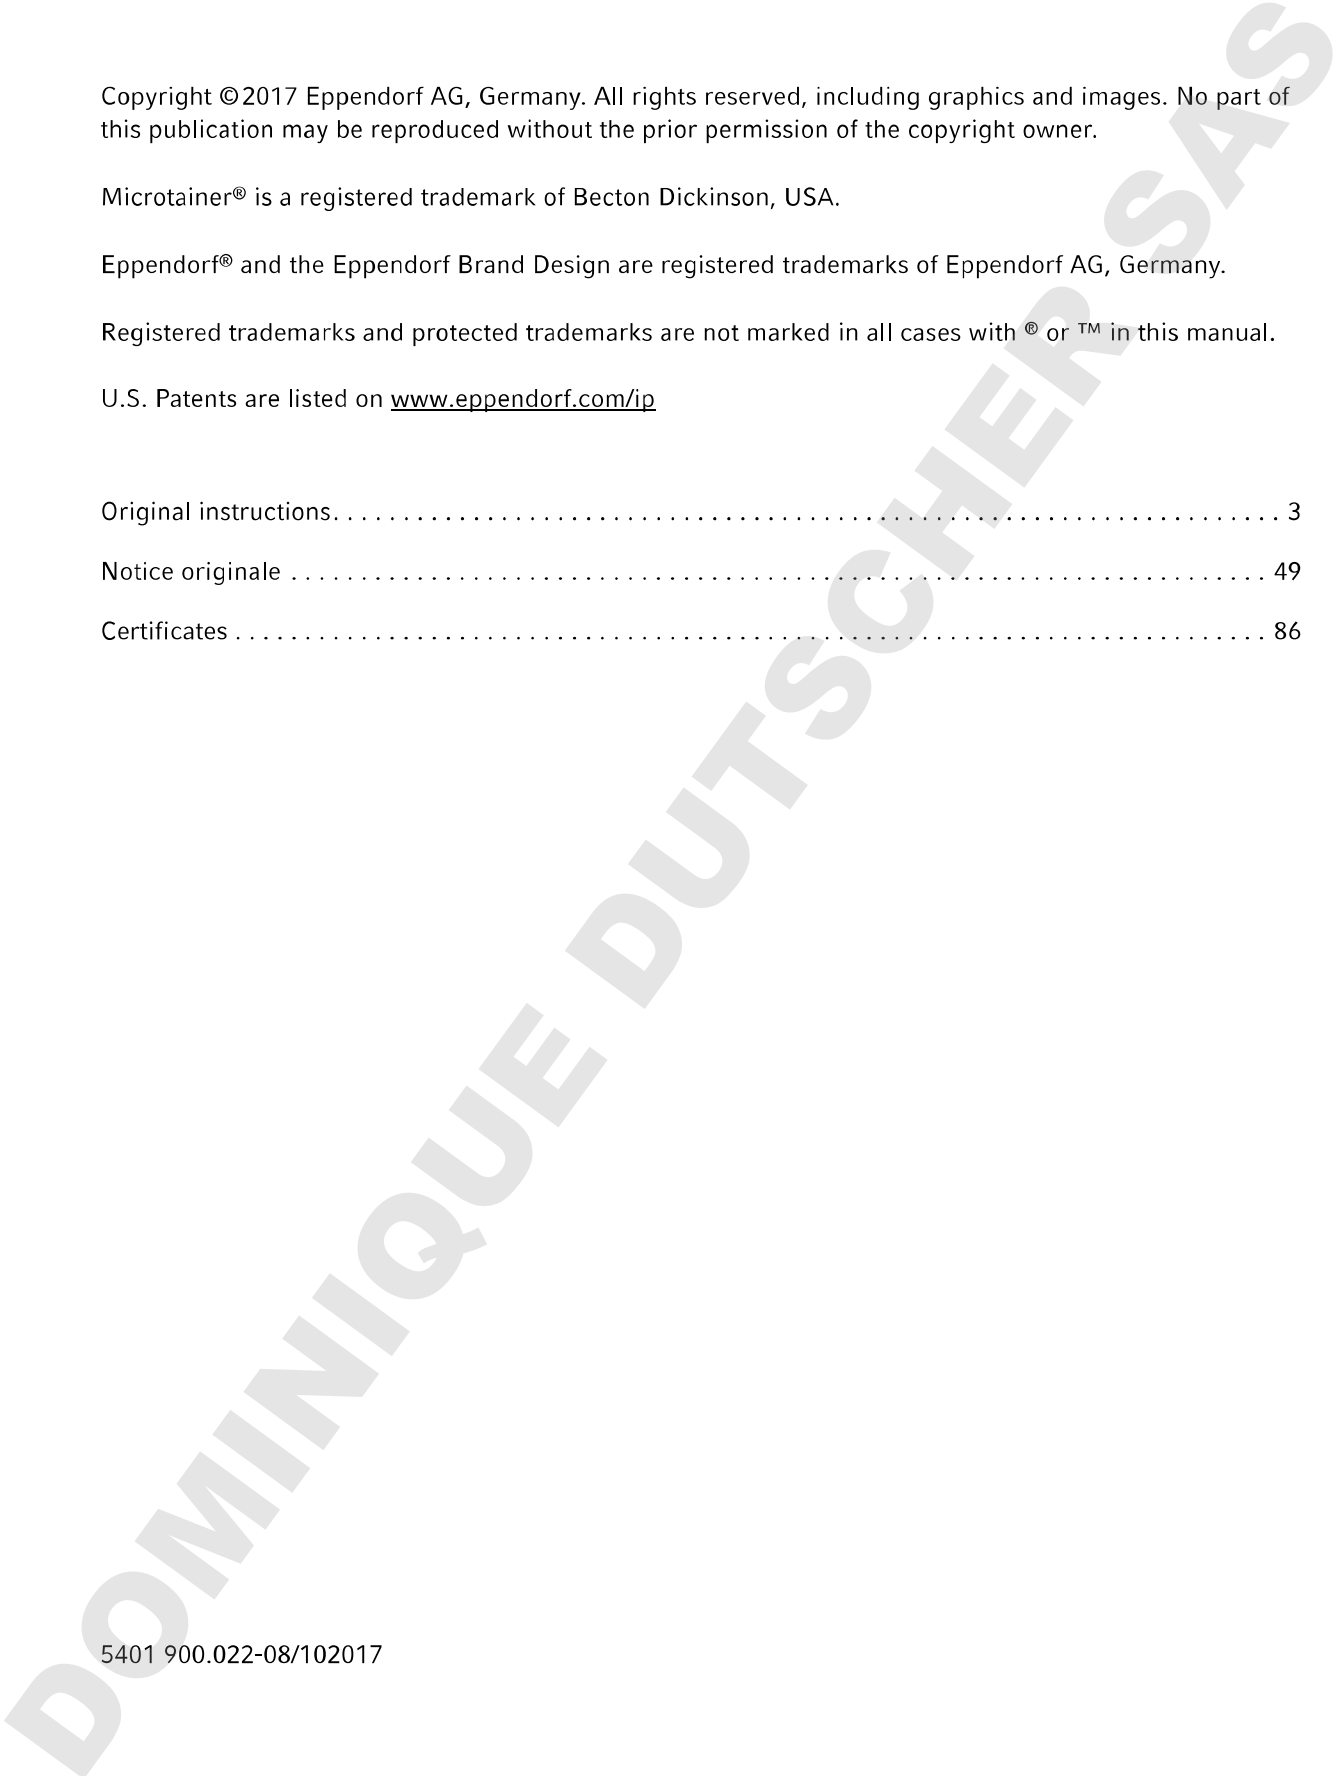 Copyright ©2017 Eppendorf AG, Germany. All rights reserved, including graphics and images. No part of
this publication may be reproduced without the prior permission of the copyright owner.
Microtainer® is a registered trademark of Becton Dickinson, USA.
Eppendorf® and the Eppendorf Brand Design are registered trademarks of Eppendorf AG, Germany.
Registered trademarks and protected trademarks are not marked in all cases with ® or ™ in this manual.
U.S. Patents are listed on www.eppendorf.com/ip
Original instructions. . . . . . . . . . . . . . . . . . . . . . . . . . . . . . . . . . . . . . . . . . . . . . . . . . . . . . . . . . . . . . . . . . . . 3
Notice originale . . . . . . . . . . . . . . . . . . . . . . . . . . . . . . . . . . . . . . . . . . . . . . . . . . . . . . . . . . . . . . . . . . . . . . 49
Certificates . . . . . . . . . . . . . . . . . . . . . . . . . . . . . . . . . . . . . . . . . . . . . . . . . . . . . . . . . . . . . . . . . . . . . . . . . . 86
5401 900.022-08/102017
DOMINIQUE DUTSCHER SAS